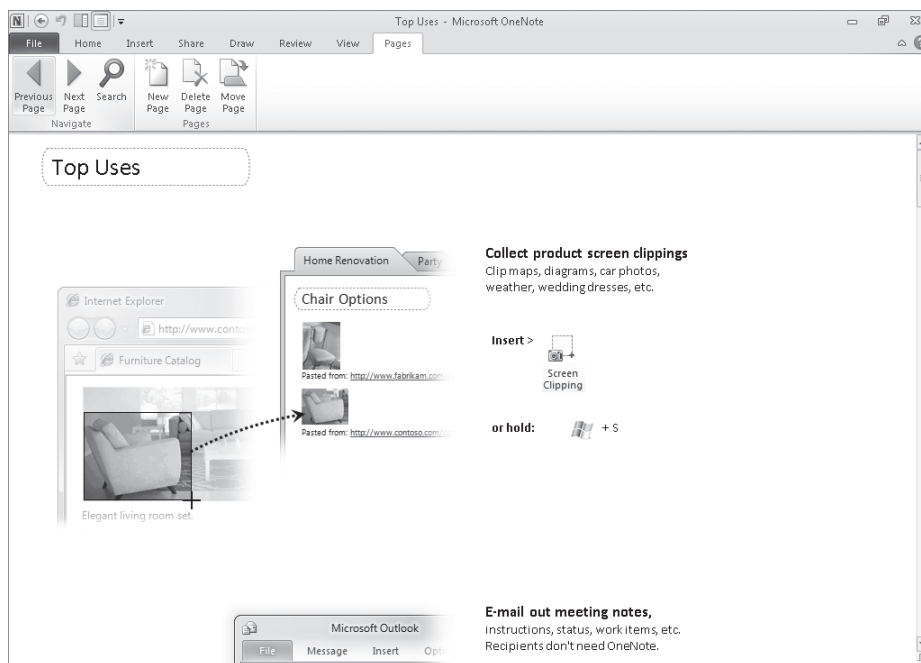 Top Uses - Microsoft OneNote
File Home Insert Share Draw Review View Pages
Previous Page
Next Page
Search
New Page
Delete Page
Move Page
Navigate
Pages
Top Uses
Home Renovation
Party
Chair Options
Pasted from: http://www.fabrikam.com/
Pasted from: http://www.contoso.com/
Internet Explorer
http://www.contoso
Furniture Catalog
Elegant living room set.
Collect product screen clippings
Clip maps, diagrams, car photos,
weather, wedding dresses, etc.
Insert >
Screen
Clipping
or hold: + S
Microsoft Outlook
File Message Insert
E-mail out meeting notes,
instructions, status, work items, etc.
Recipients don't need OneNote.